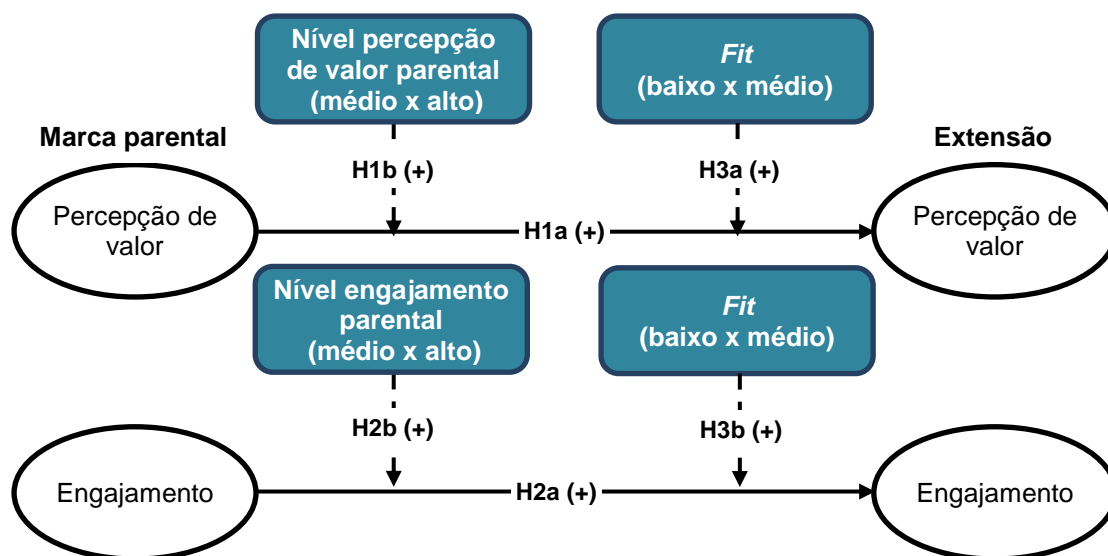 Nível percepção
de valor parental
(médio x alto)
Fit
(baixo x médio)
Marca parental
Extensão
H1b (+)
H3a (+)
Percepção de
valor
H1a (+)
Percepção de
valor
Nível engajamento
parental
(médio x alto)
Fit
(baixo x médio)
H2b (+)
H3b (+)
Engajamento
H2a (+)
Engajamento